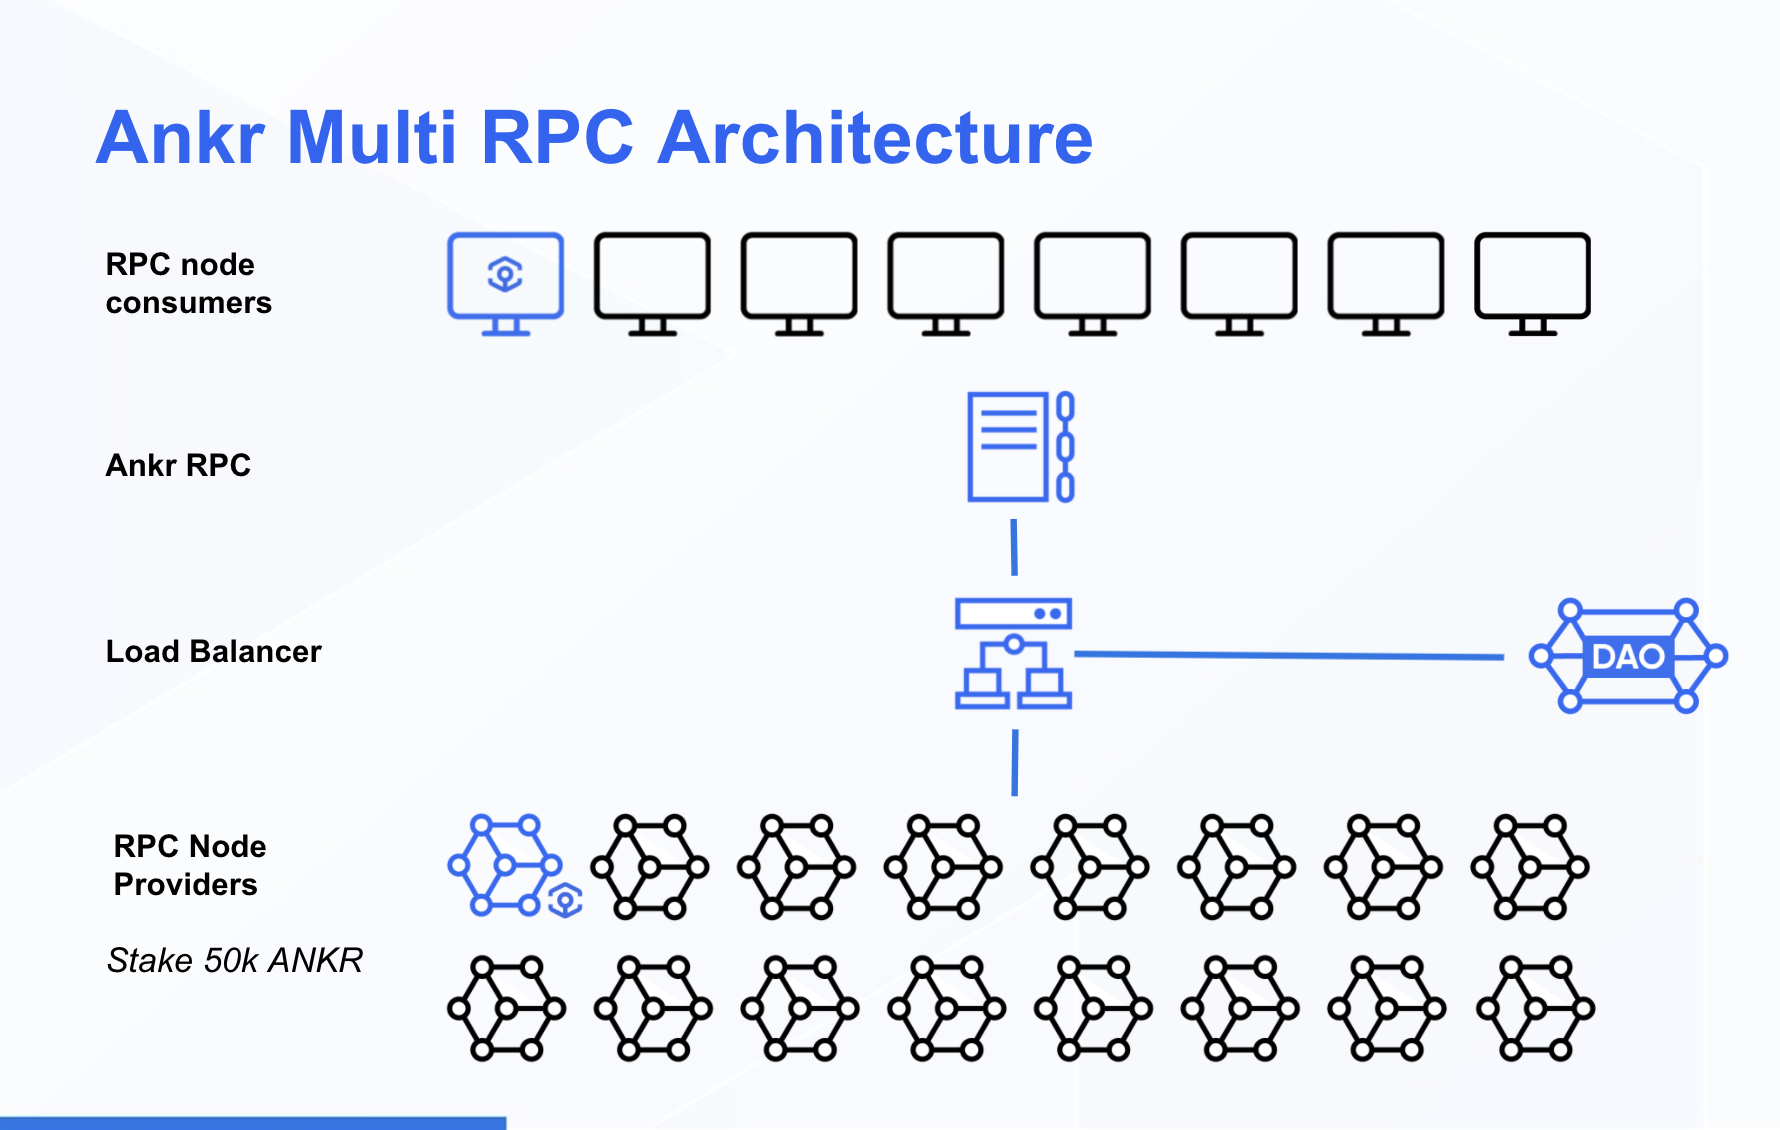 Ankr Multi RPC Architecture
RPC node
consumers
Ankr RPC
Load Balancer
DAO
RPC Node
Providers
Stake 50k ANKR